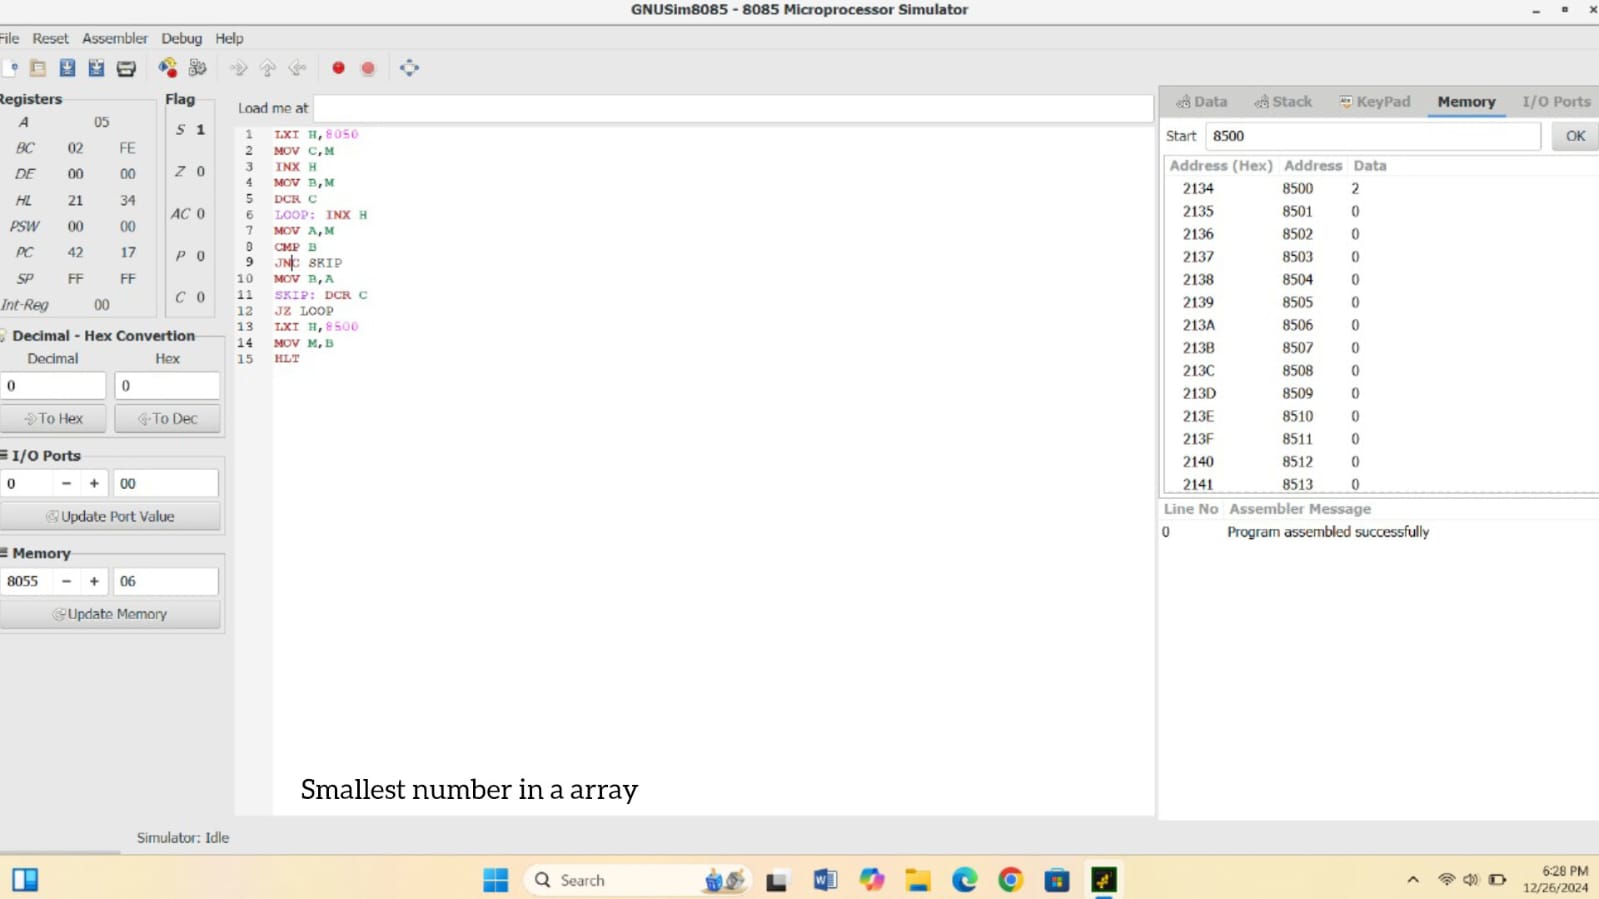 GNUSim8085 - 8085 Microprocessor Simulator
File Reset Assembler Debug Help
Registers
A 05
BC 02 FE
DE 00 00
HL 21 34
PSW 00 00
PC 42 17
SP FF FF
Int-Reg 00
Flag
S 1
Z 0
AC 0
P 0
C 0
Decimal - Hex Convertion
Decimal Hex
0 0
To Hex To Dec
I/O Ports
0 - + 00
Update Port Value
Memory
8055 - + 06
Update Memory
Load me at
1 LXI H,8050
2 MOV C,M
3 INX H
4 MOV B,M
5 DCR C
6 LOOP: INX H
7 MOV A,M
8 CMP B
9 JNC SKIP
10 MOV B,A
11 SKIP: DCR C
12 JZ LOOP
13 LXI H,8500
14 MOV M,B
15 HLT
Smallest number in a array
Data Stack KeyPad Memory I/O Ports
Start 8500 OK
Address (Hex) Address Data
2134 8500 2
2135 8501 0
2136 8502 0
2137 8503 0
2138 8504 0
2139 8505 0
213A 8506 0
213B 8507 0
213C 8508 0
213D 8509 0
213E 8510 0
213F 8511 0
2140 8512 0
2141 8513 0
Line No Assembler Message
0 Program assembled successfully
Simulator: Idle
Search
6:28 PM
12/26/2024